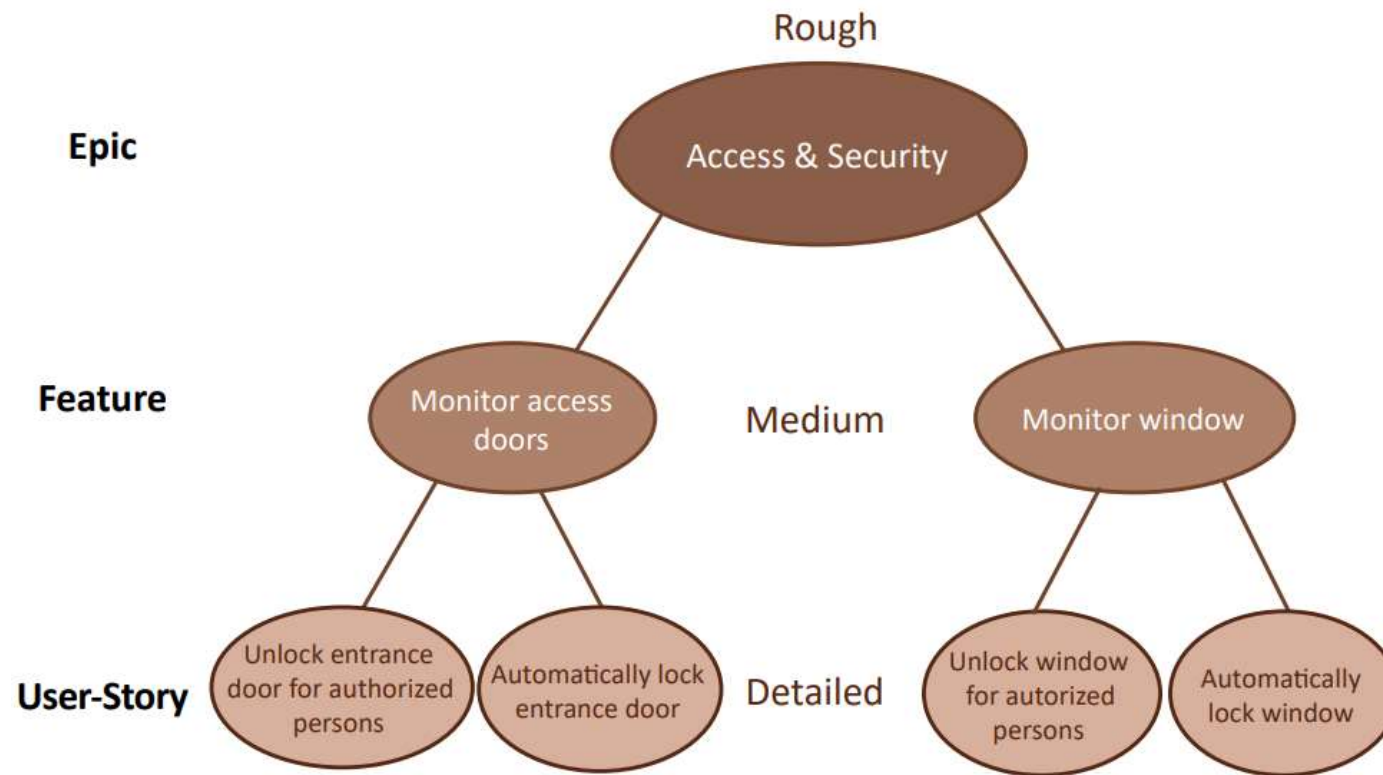 Rough
Epic
Access & Security
Feature
Monitor access
doors
Medium
Monitor window
User-Story
Unlock entrance
door for authorized
persons
Automatically lock
entrance door
Detailed
Unlock window
for autorized
persons
Automatically
lock window